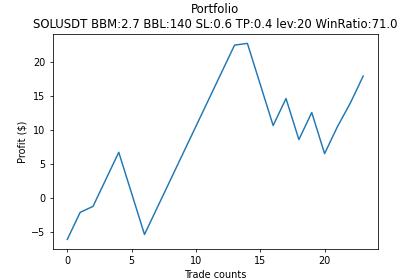 Portfolio
SOLUSDT BBM:2.7 BBL:140 SL:0.6 TP:0.4 lev:20 WinRatio:71.0
Profit ($)
20
15
10
5
0
−5
0 5 10 15 20
Trade counts